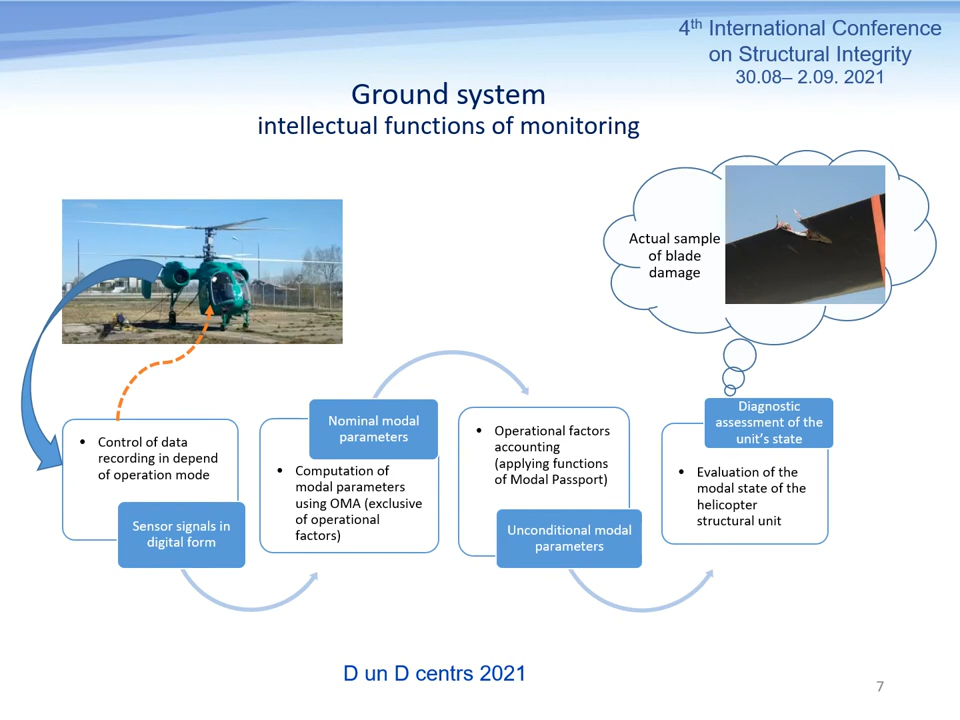 4th International Conference
on Structural Integrity
30.08– 2.09. 2021
Ground system
intellectual functions of monitoring
Actual sample
of blade
damage
• Control of data
recording in depend
of operation mode
Sensor signals in
digital form
Nominal modal
parameters
• Computation of
modal parameters
using OMA (exclusive
of operational
factors)
• Operational factors
accounting
(applying functions
of Modal Passport)
Unconditional modal
parameters
Diagnostic
assessment of the
unit’s state
• Evaluation of the
modal state of the
helicopter
structural unit
D un D centrs 2021
7